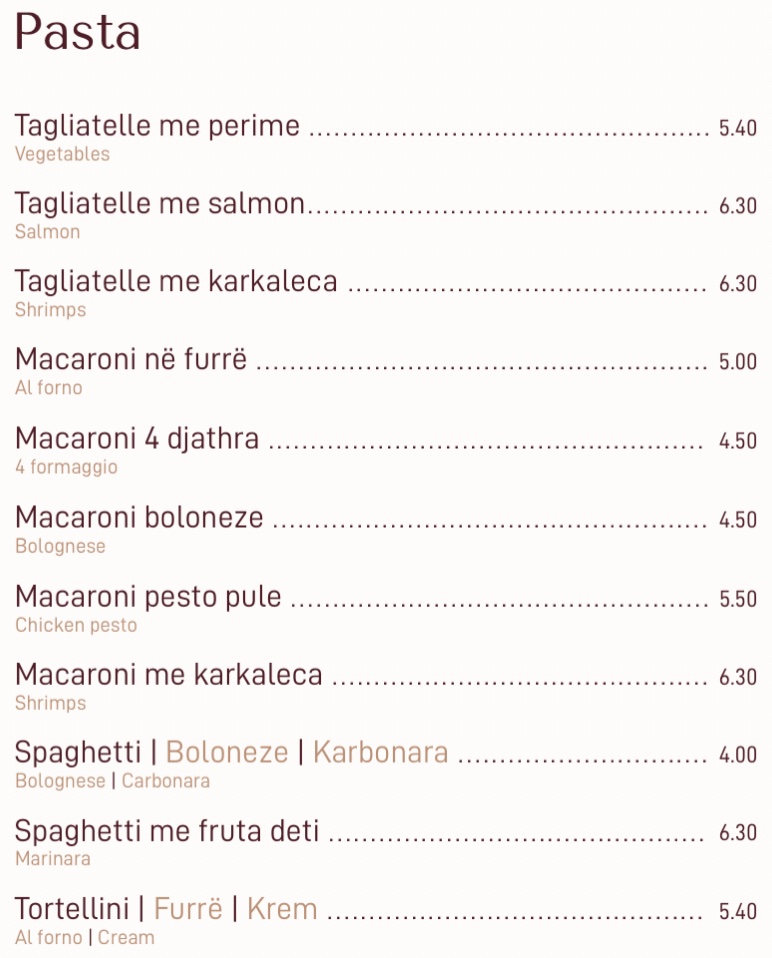 Pasta
Tagliatelle me perime ........................................... 5.40
Vegetables
Tagliatelle me salmon........................................... 6.30
Salmon
Tagliatelle me karkaleca ....................................... 6.30
Shrimps
Macaroni në furrë ................................................ 5.00
Al forno
Macaroni 4 djathra .............................................. 4.50
4 formaggio
Macaroni boloneze .............................................. 4.50
Bolognese
Macaroni pesto pule ............................................ 5.50
Chicken pesto
Macaroni me karkaleca ........................................ 6.30
Shrimps
Spaghetti | Boloneze | Karbonara ........................... 4.00
Bolognese | Carbonara
Spaghetti me fruta deti ........................................ 6.30
Marinara
Tortellini | Furrë | Krem ........................................ 5.40
Al forno | Cream